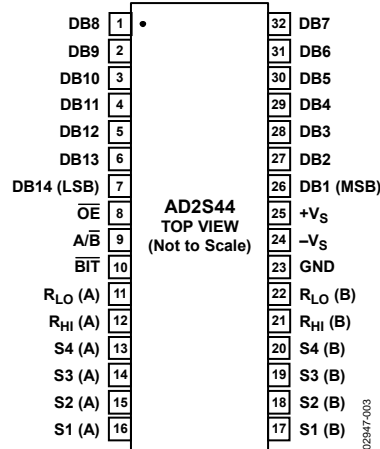 DB8 1 32 DB7
DB9 2 31 DB6
DB10 3 30 DB5
DB11 4 29 DB4
DB12 5 28 DB3
DB13 6 27 DB2
DB14 (LSB) 7 26 DB1 (MSB)
AD2S44
TOP VIEW
(Not to Scale)
O̅E̅ 8 25 +VS
A/B̅ 9 24 –VS
B̅I̅T̅ 10 23 GND
RLO (A) 11 22 RLO (B)
RHI (A) 12 21 RHI (B)
S4 (A) 13 20 S4 (B)
S3 (A) 14 19 S3 (B)
S2 (A) 15 18 S2 (B)
S1 (A) 16 17 S1 (B)
02947-003